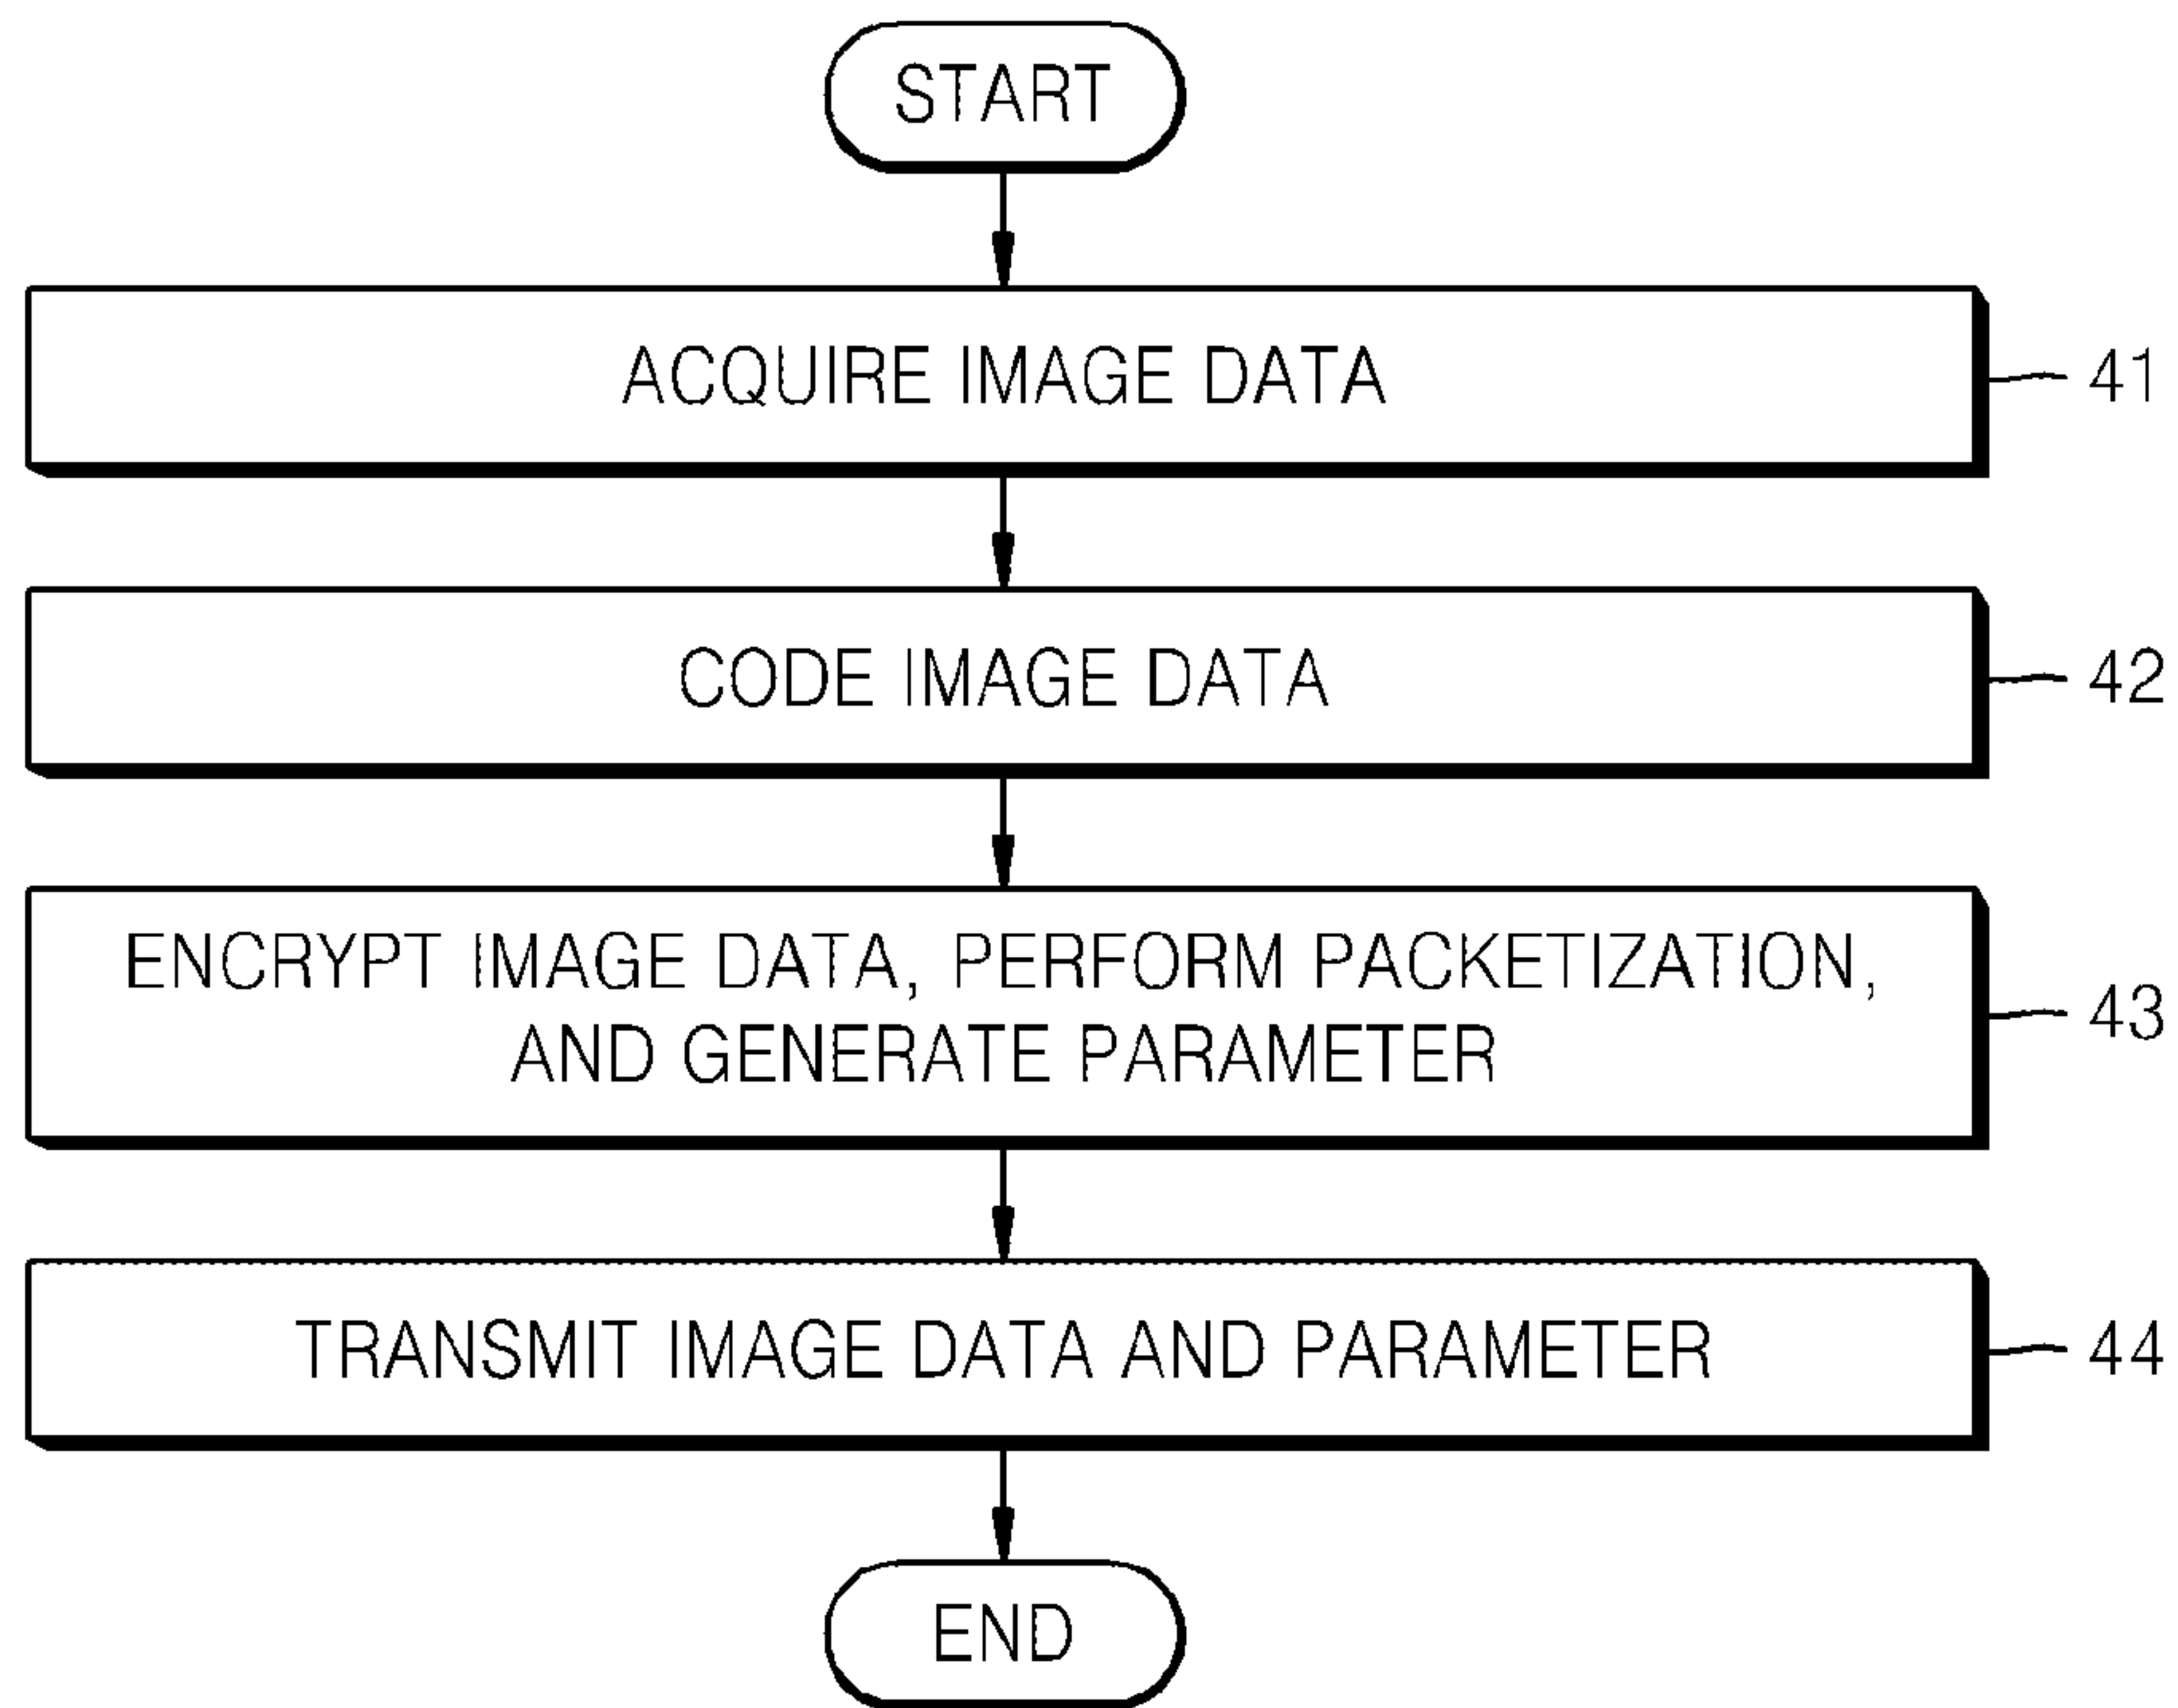 START
ACQUIRE IMAGE DATA
41
CODE IMAGE DATA
42
ENCRYPT IMAGE DATA, PERFORM PACKETIZATION,
AND GENERATE PARAMETER
43
TRANSMIT IMAGE DATA AND PARAMETER
44
END